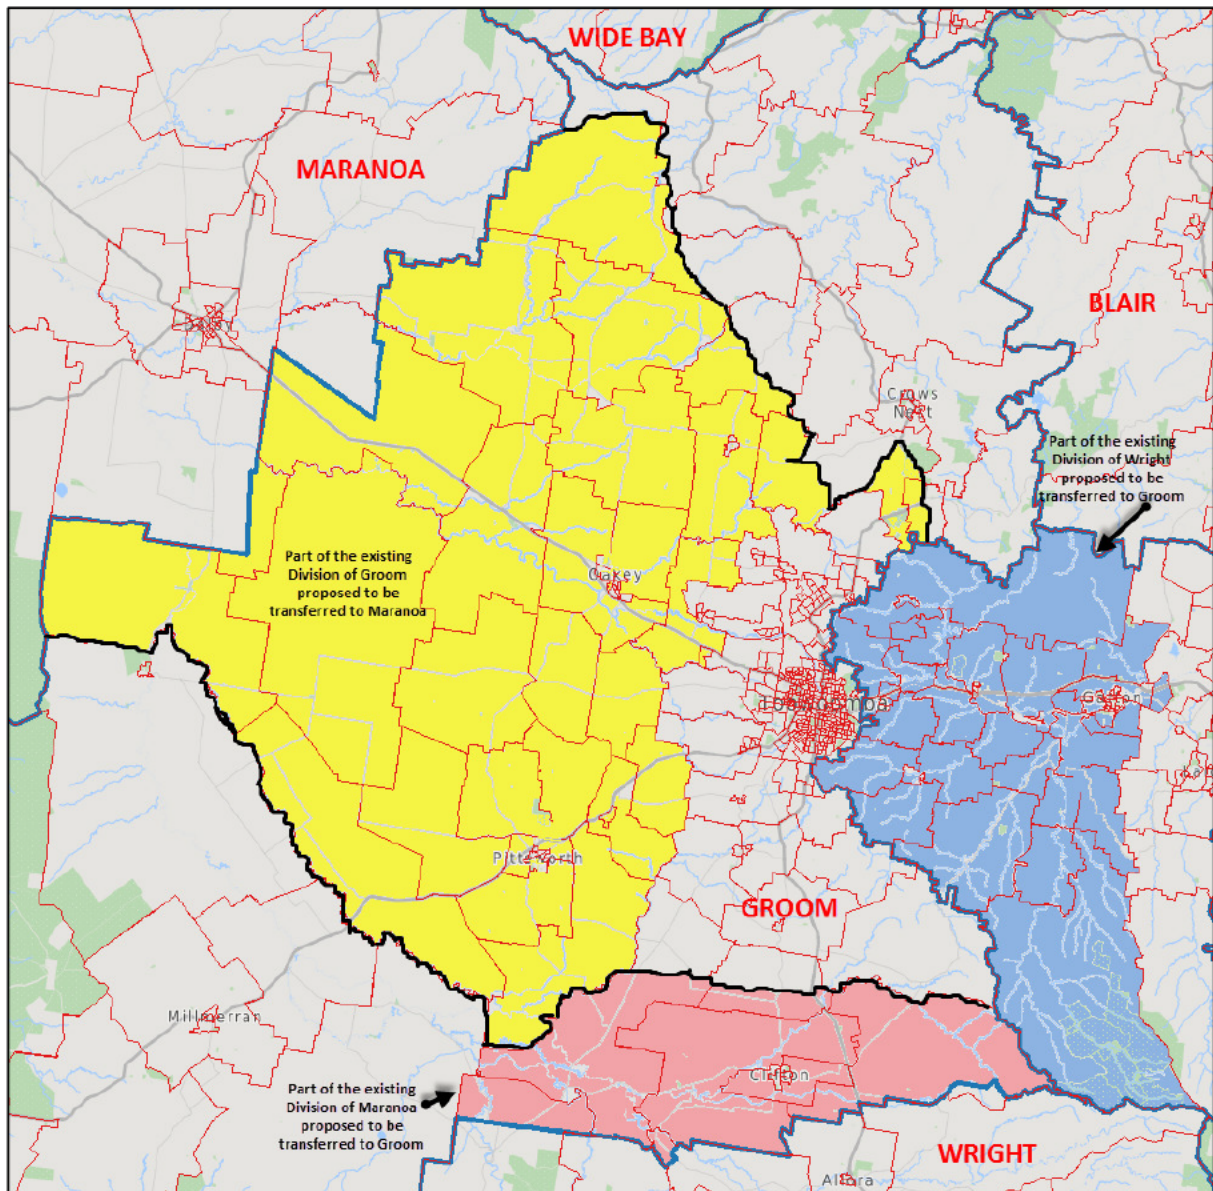 WIDE BAY
MARANOA
BLAIR
Crows
Nest
Part of the existing
Division of Wright
proposed to be
transferred to Groom
Part of the existing
Division of Groom
proposed to be
transferred to Maranoa
Oakey
Toowoomba
Gatton
Pittsworth
GROOM
Millmerran
Clifton
Part of the existing
Division of Maranoa
proposed to be
transferred to Groom
WRIGHT
Allora